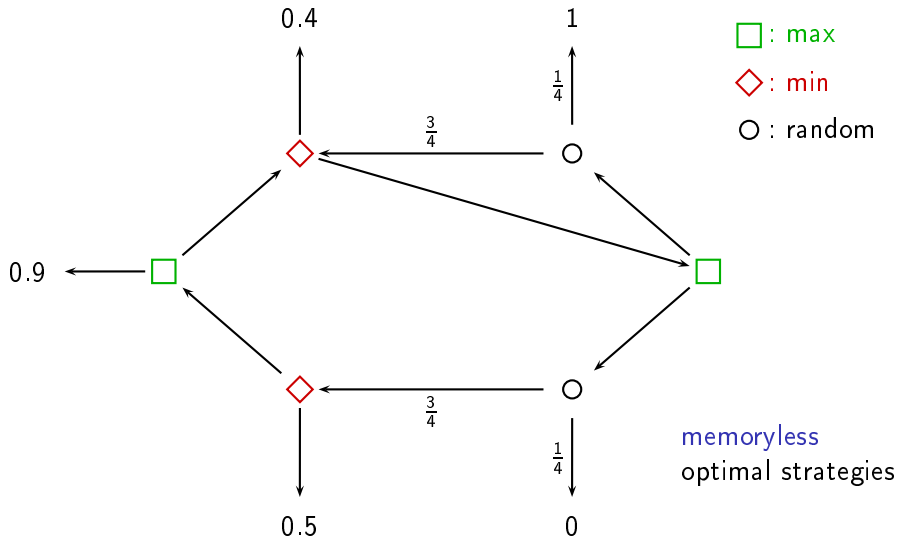 0.4
1
: max
: min
: random
1/4
3/4
0.9
3/4
1/4
memoryless
optimal strategies
0.5
0